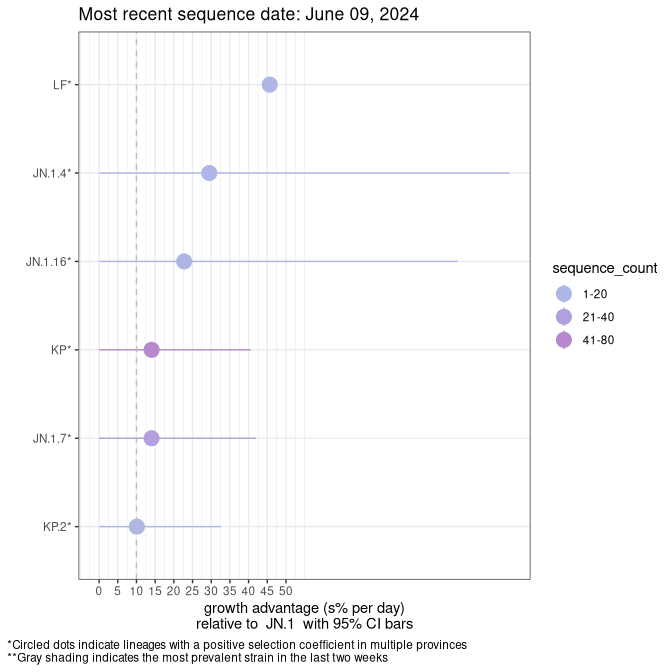 Most recent sequence date: June 09, 2024
LF*
JN.1.4*
JN.1.16*
KP*
JN.1.7*
KP.2*
0 5 10 15 20 25 30 35 40 45 50
growth advantage (s% per day)
relative to JN.1 with 95% CI bars
sequence_count
1-20
21-40
41-80
*Circled dots indicate lineages with a positive selection coefficient in multiple provinces
**Gray shading indicates the most prevalent strain in the last two weeks